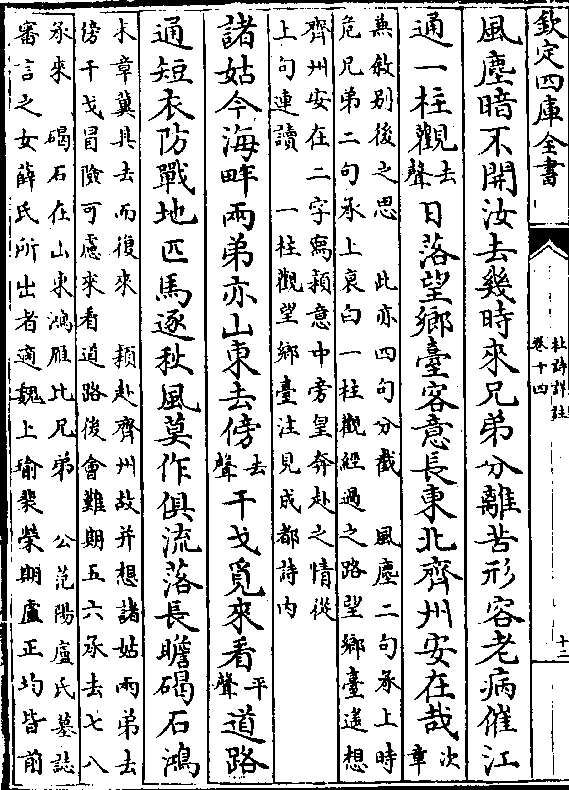 欽定四庫全書
杜詩詳註
卷十四
十二
風塵暗不開汝去幾時來兄弟分離苦形容老病催江
通一柱觀去聲日落望鄉臺客意長東北齊州安在哉次章
兼敘別後之思 此亦四句分截 風塵二句承上時
危兄弟二句承上哀白一柱觀經過之路望鄉臺遙想
齊州安在二字寫穎意中旁皇奔赴之情從
上句連讀 一柱觀望鄉臺注見成都詩內
諸姑今海畔兩弟亦山東去傍去聲干戈覓來看平聲道路
通短衣防戰地匹馬逐秋風莫作俱流落長瞻碣石鴻
末章冀其去而復來 穎赴齊州故并想諸姑兩弟去
傍干戈冒險可慮來看道路後會難期五六承去七八
承來 碣石在山東鴻雁比兄弟 公范陽盧氏墓誌
審言之女薛氏所出者適魏上瑜裴榮期盧正均皆前